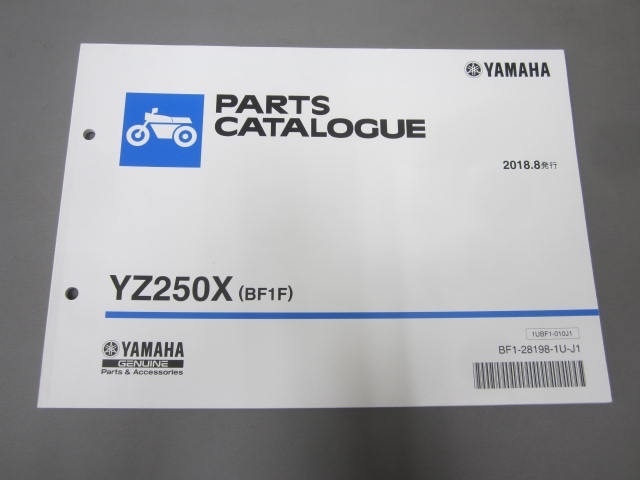 YAMAHA
PARTS
CATALOGUE
2018.8発行
YZ250X (BF1F)
1UBF1-010J1
BF1-28198-1U-J1
YAMAHA
GENUINE
Parts & Accessories